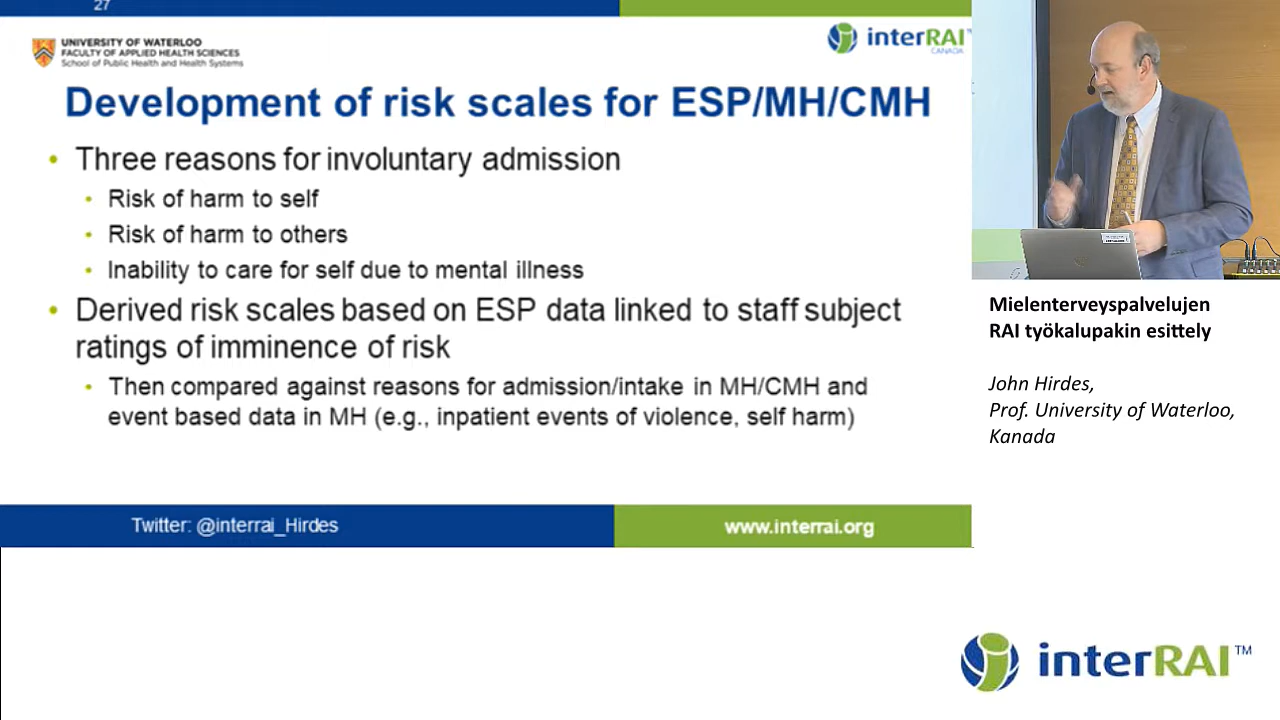 27
UNIVERSITY OF WATERLOO
FACULTY OF APPLIED HEALTH SCIENCES
School of Public Health and Health Systems
interRAI
CANADA
Development of risk scales for ESP/MH/CMH
• Three reasons for involuntary admission
• Risk of harm to self
• Risk of harm to others
• Inability to care for self due to mental illness
• Derived risk scales based on ESP data linked to staff subject
ratings of imminence of risk
• Then compared against reasons for admission/intake in MH/CMH and
event based data in MH (e.g., inpatient events of violence, self harm)
Twitter: @interrai_Hirdes
www.interrai.org
Mielenterveyspalvelujen
RAI työkalupakin esittely
John Hirdes,
Prof. University of Waterloo,
Kanada
interRAI™